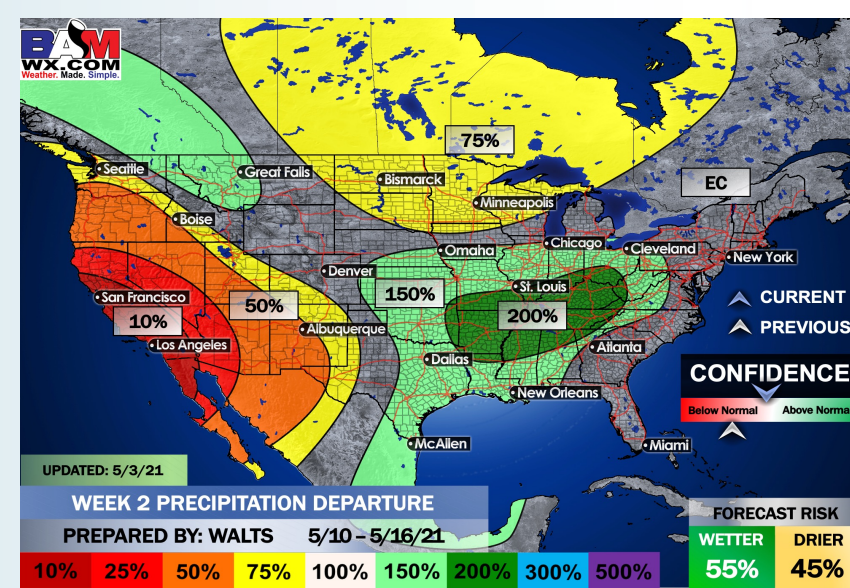 BAM
WX.COM
Weather. Made. Simple.
75%
Seattle
Great Falls
Bismarck
EC
Minneapolis
Boise
Omaha
Chicago
Cleveland
New York
Denver
San Francisco
50%
150%
St. Louis
CURRENT
10%
200%
Albuquerque
PREVIOUS
Los Angeles
Atlanta
Dallas
CONFIDENCE
New Orleans
Below Normal
Above Norma
McAllen
Miami
UPDATED: 5/3/21
WEEK 2 PRECIPITATION DEPARTURE
PREPARED BY: WALTS 5/10 – 5/16/21
FORECAST RISK
WETTER DRIER
55% 45%
10% 25% 50% 75% 100% 150% 200% 300% 500%